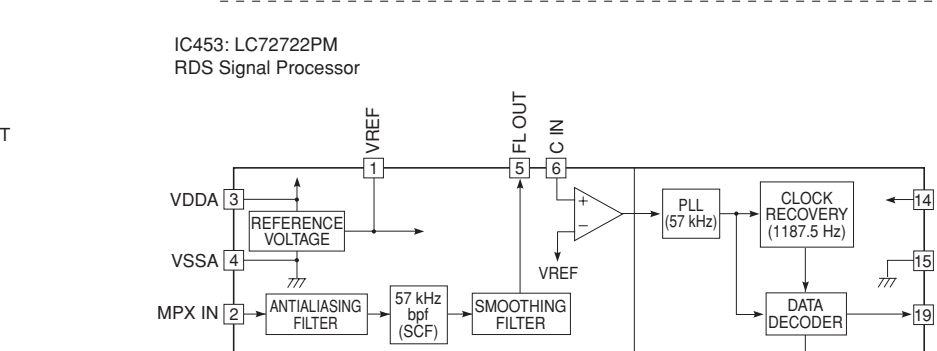 IC453: LC72722PM
RDS Signal Processor
T
VREF
FL OUT
C IN
1
5
6
VDDA 3
REFERENCE
VOLTAGE
VSSA 4
+
–
VREF
PLL
(57 kHz)
CLOCK
RECOVERY
(1187.5 Hz)
14
15
MPX IN 2
ANTIALIASING
FILTER
57 kHz
bpf
(SCF)
SMOOTHING
FILTER
DATA
DECODER
19